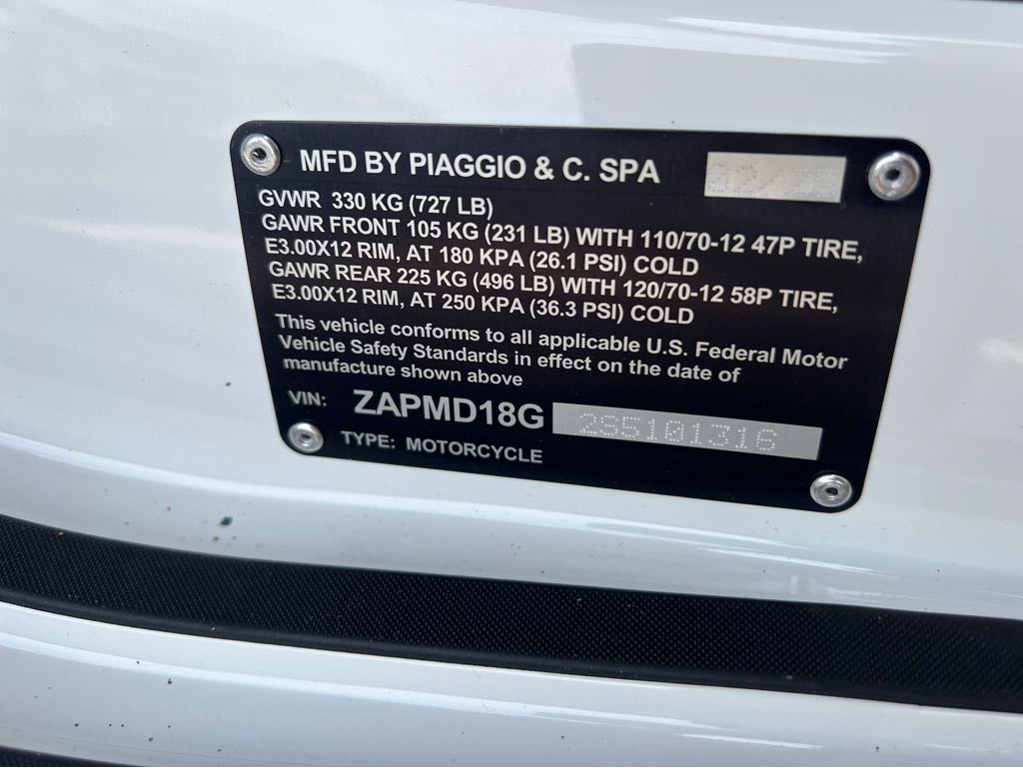 MFD BY PIAGGIO & C. SPA
GVWR 330 KG (727 LB)
GAWR FRONT 105 KG (231 LB) WITH 110/70-12 47P TIRE,
E3.00X12 RIM, AT 180 KPA (26.1 PSI) COLD
GAWR REAR 225 KG (496 LB) WITH 120/70-12 58P TIRE,
E3.00X12 RIM, AT 250 KPA (36.3 PSI) COLD
This vehicle conforms to all applicable U.S. Federal Motor
Vehicle Safety Standards in effect on the date of
manufacture shown above
VIN: ZAPMD18G 2S5101316
TYPE: MOTORCYCLE